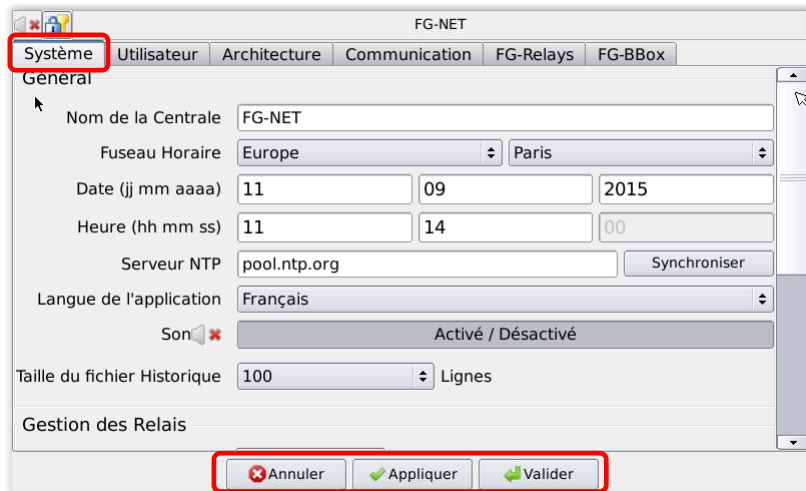 FG-NET
Système Utilisateur Architecture Communication FG-Relays FG-BBox
Général
Nom de la Centrale FG-NET
Fuseau Horaire Europe Paris
Date (jj mm aaaa) 11 09 2015
Heure (hh mm ss) 11 14 00
Serveur NTP pool.ntp.org Synchroniser
Langue de l'application Français
Son Activé / Désactivé
Taille du fichier Historique 100 Lignes
Gestion des Relais
Annuler Appliquer Valider